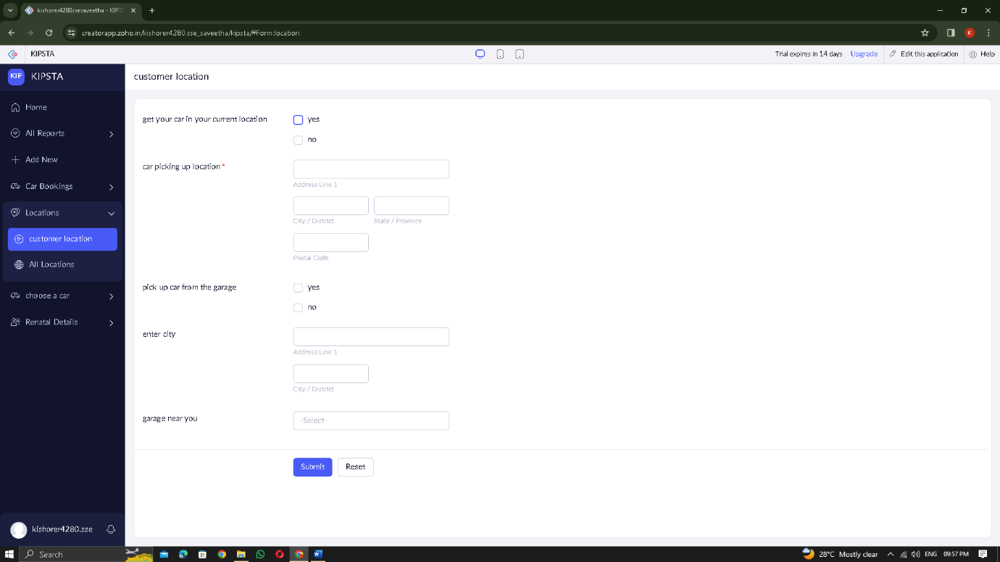 kishorer4280ssesaveetha - KIPST
creatorapp.zoho.in/kishorer4280.sse_saveetha/kipsta/#Form:location
K
KIPSTA
Trial expires in 14 days Upgrade Edit this application Help
KIP KIPSTA
customer location
Home
All Reports
Add New
Car Bookings
Locations
customer location
All Locations
choose a car
Renatal Details
kishorer4280.sse
get your car in your current location
yes
no
car picking up location *
Address Line 1
City / District State / Province
Postal Code
pick up car from the garage
yes
no
enter city
Address Line 1
City / District
garage near you
-Select-
Submit Reset
Search
28°C Mostly clear
ENG 09:57 PM